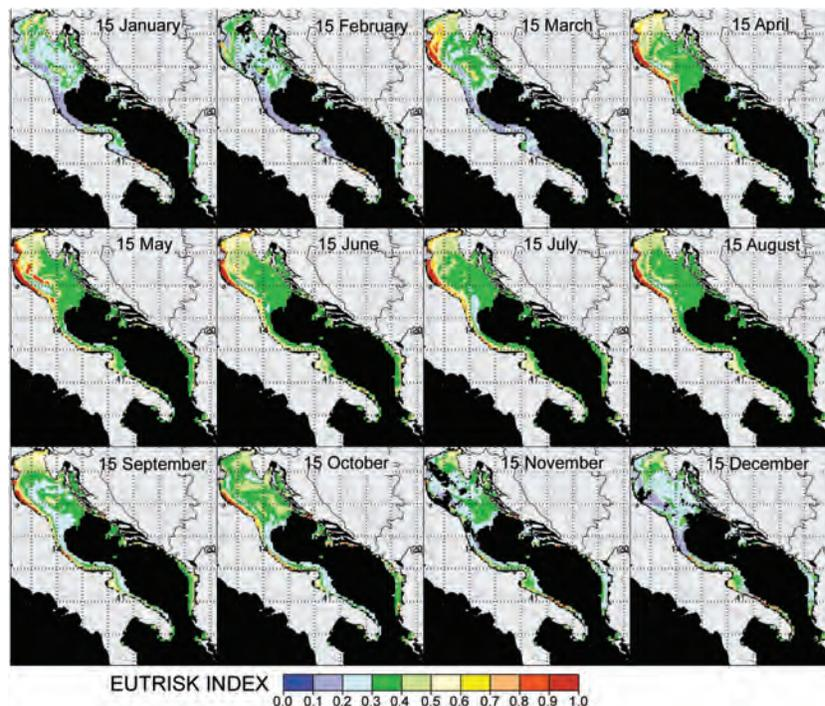 15 January
15 February
15 March
15 April
15 May
15 June
15 July
15 August
15 September
15 October
15 November
15 December
EUTRISK INDEX
0.0 0.1 0.2 0.3 0.4 0.5 0.6 0.7 0.8 0.9 1.0